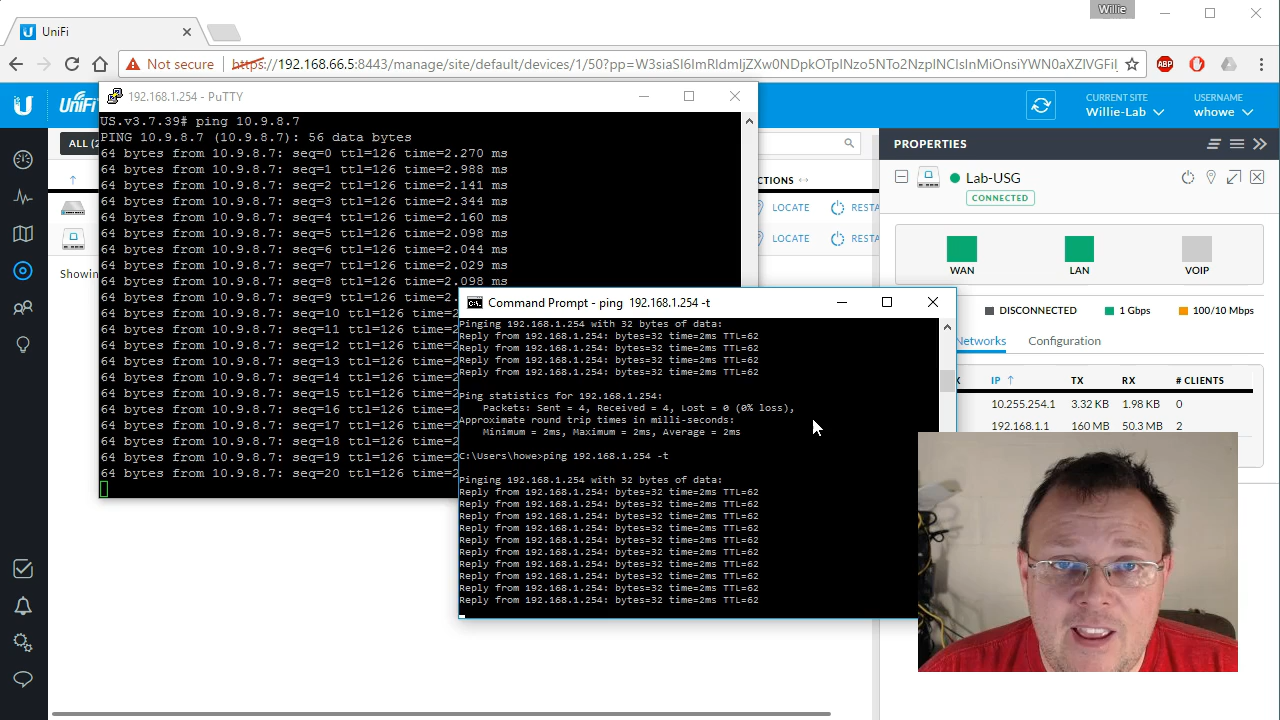 Willie
UniFi
Not secure
https://192.168.66.5:8443/manage/site/default/devices/1/50?pp=
ABP
192.168.1.254 - PuTTY
UniFi
CURRENT SITE
Willie-Lab
USERNAME
whowe
US.v3.7.39# ping 10.9.8.7
PING 10.9.8.7 (10.9.8.7): 56 data bytes
64 bytes from 10.9.8.7: seq=0 ttl=126 time=2.270 ms
64 bytes from 10.9.8.7: seq=1 ttl=126 time=2.988 ms
64 bytes from 10.9.8.7: seq=2 ttl=126 time=2.141 ms
64 bytes from 10.9.8.7: seq=3 ttl=126 time=2.344 ms
64 bytes from 10.9.8.7: seq=4 ttl=126 time=2.160 ms
64 bytes from 10.9.8.7: seq=5 ttl=126 time=2.098 ms
64 bytes from 10.9.8.7: seq=6 ttl=126 time=2.044 ms
64 bytes from 10.9.8.7: seq=7 ttl=126 time=2.029 ms
64 bytes from 10.9.8.7: seq=8 ttl=126 time=2.098 ms
64 bytes from 10.9.8.7: seq=9 ttl=126 time=2
64 bytes from 10.9.8.7: seq=10 ttl=126 time=
64 bytes from 10.9.8.7: seq=11 ttl=126 time=
64 bytes from 10.9.8.7: seq=12 ttl=126 time=
64 bytes from 10.9.8.7: seq=13 ttl=126 time=
64 bytes from 10.9.8.7: seq=14 ttl=126 time=
64 bytes from 10.9.8.7: seq=15 ttl=126 time=
64 bytes from 10.9.8.7: seq=16 ttl=126 time=
64 bytes from 10.9.8.7: seq=17 ttl=126 time=
64 bytes from 10.9.8.7: seq=18 ttl=126 time=
64 bytes from 10.9.8.7: seq=19 ttl=126 time=
64 bytes from 10.9.8.7: seq=20 ttl=126 time=
ALL (2
Showin
CTIONS
LOCATE RESTA
LOCATE RESTA
Command Prompt - ping 192.168.1.254 -t
Pinging 192.168.1.254 with 32 bytes of data:
Reply from 192.168.1.254: bytes=32 time=2ms TTL=62
Reply from 192.168.1.254: bytes=32 time=2ms TTL=62
Reply from 192.168.1.254: bytes=32 time=2ms TTL=62
Reply from 192.168.1.254: bytes=32 time=2ms TTL=62
Ping statistics for 192.168.1.254:
Packets: Sent = 4, Received = 4, Lost = 0 (0% loss),
Approximate round trip times in milli-seconds:
Minimum = 2ms, Maximum = 2ms, Average = 2ms
C:\Users\howe>ping 192.168.1.254 -t
Pinging 192.168.1.254 with 32 bytes of data:
Reply from 192.168.1.254: bytes=32 time=2ms TTL=62
Reply from 192.168.1.254: bytes=32 time=2ms TTL=62
Reply from 192.168.1.254: bytes=32 time=2ms TTL=62
Reply from 192.168.1.254: bytes=32 time=2ms TTL=62
Reply from 192.168.1.254: bytes=32 time=2ms TTL=62
Reply from 192.168.1.254: bytes=32 time=2ms TTL=62
Reply from 192.168.1.254: bytes=32 time=2ms TTL=62
Reply from 192.168.1.254: bytes=32 time=2ms TTL=62
Reply from 192.168.1.254: bytes=32 time=2ms TTL=62
Reply from 192.168.1.254: bytes=32 time=2ms TTL=62
PROPERTIES
Lab-USG
CONNECTED
WAN LAN VOIP
DISCONNECTED 1 Gbps 100/10 Mbps
Networks Configuration
IP TX RX # CLIENTS
10.255.254.1 3.32 KB 1.98 KB 0
192.168.1.1 160 MB 50.3 MB 2